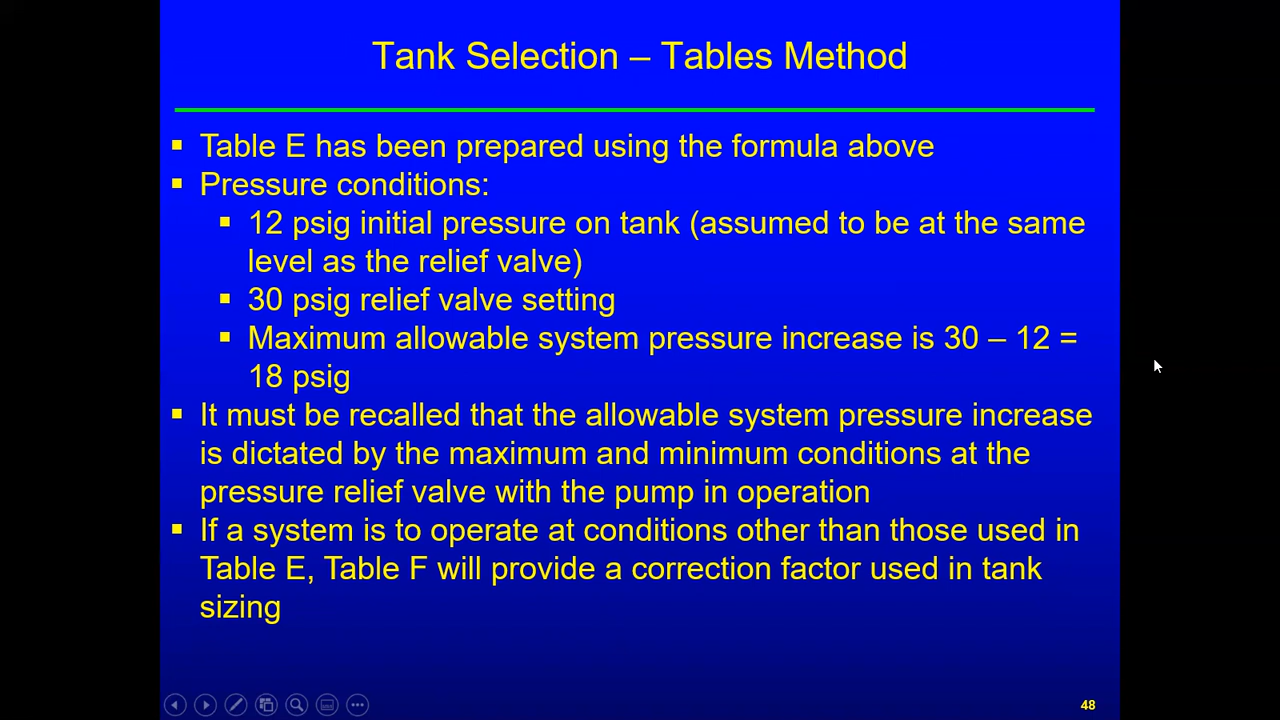 Tank Selection – Tables Method
Table E has been prepared using the formula above
Pressure conditions:
12 psig initial pressure on tank (assumed to be at the same
level as the relief valve)
30 psig relief valve setting
Maximum allowable system pressure increase is 30 – 12 =
18 psig
It must be recalled that the allowable system pressure increase
is dictated by the maximum and minimum conditions at the
pressure relief valve with the pump in operation
If a system is to operate at conditions other than those used in
Table E, Table F will provide a correction factor used in tank
sizing
48